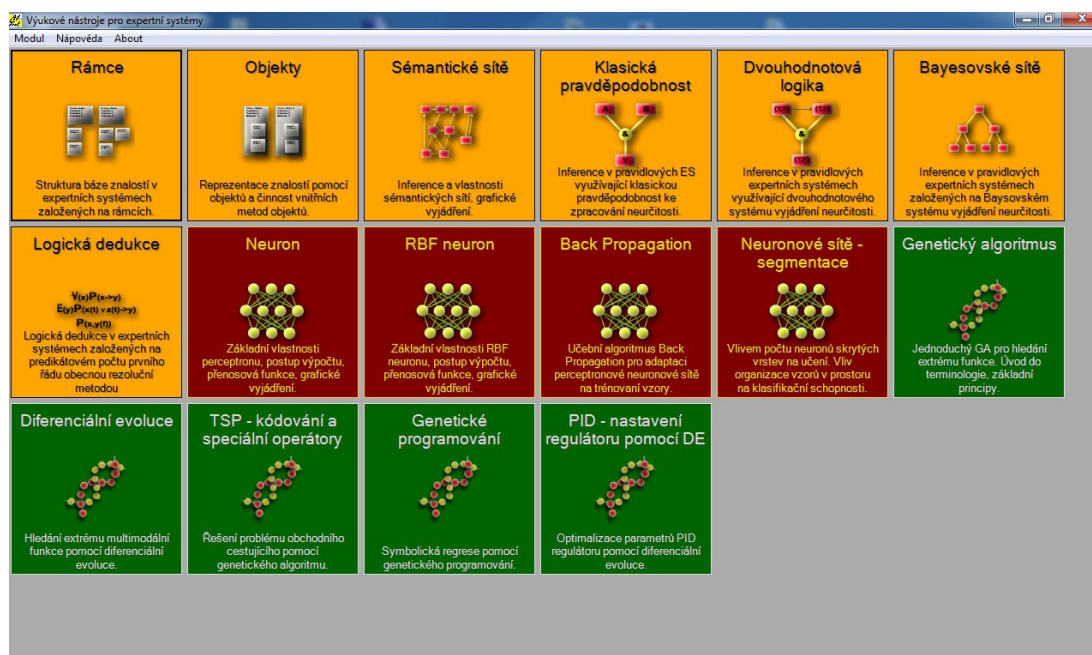 Výukové nástroje pro expertní systémy
Modul Nápověda About
Rámce
Struktura báze znalostí v
expertních systémech
založených na rámcích.
Objekty
Reprezentace znalostí pomocí
objektů a činnost vnitřních
metod objektů.
Sémantické sítě
Inference a vlastnosti
sémantických sítí, grafické
vyjádření.
Klasická
pravděpodobnost
&
Inference v pravidlových ES
využívající klasickou
pravděpodobnost ke
zpracování neurčitosti.
Dvouhodnotová
logika
&
Inference v pravidlových
expertních systémech
využívající dvouhodnotového
systému vyjádření neurčitosti.
Bayesovské sítě
Inference v pravidlových
expertních systémech
založených na Baysovském
systému vyjádření neurčitosti.
Logická dedukce
∀(x)P(x->y)
E(y)P(x(t) v z(t)->y)
P(x,y(f))
Logická dedukce v expertních
systémech založených na
predikátovém počtu prvního
řádu obecnou rezoluční
metodou
Neuron
Základní vlastnosti
perceptronu, postup výpočtu,
přenosová funkce, grafické
vyjádření.
RBF neuron
Základní vlastnosti RBF
neuronu, postup výpočtu,
přenosová funkce, grafické
vyjádření.
Back Propagation
Učební algoritmus Back
Propagation pro adaptaci
perceptronové neuronové sítě
na trénovaní vzory.
Neuronové sítě -
segmentace
Vlivem počtu neuronů skrytých
vrstev na učení. Vliv
organizace vzorů v prostoru
na klasifikační schopnosti.
Genetický algoritmus
Jednoduchý GA pro hledání
extrému funkce. Úvod do
terminologie, základní
principy.
Diferenciální evoluce
Hledání extrému multimodální
funkce pomocí diferenciální
evoluce.
TSP - kódování a
speciální operátory
Řešení problému obchodního
cestujícího pomocí
genetického algoritmu.
Genetické
programování
Symbolická regrese pomocí
genetického programování.
PID - nastavení
regulátoru pomocí DE
Optimalizace parametrů PID
regulátoru pomocí diferenciální
evoluce.